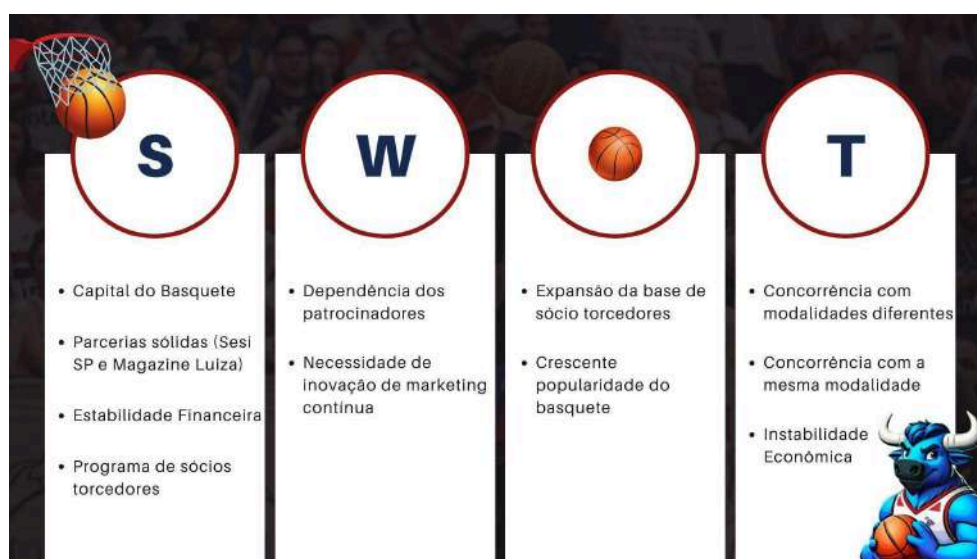 S
• Capital do Basquete
• Parcerias sólidas (Sesi
SP e Magazine Luiza)
• Estabilidade Financeira
• Programa de sócios
torcedores
W
• Dependência dos
patrocinadores
• Necessidade de
inovação de marketing
contínua
• Expansão da base de
sócio torcedores
• Crescente
popularidade do
basquete
T
• Concorrência com
modalidades diferentes
• Concorrência com a
mesma modalidade
• Instabilidade
Econômica